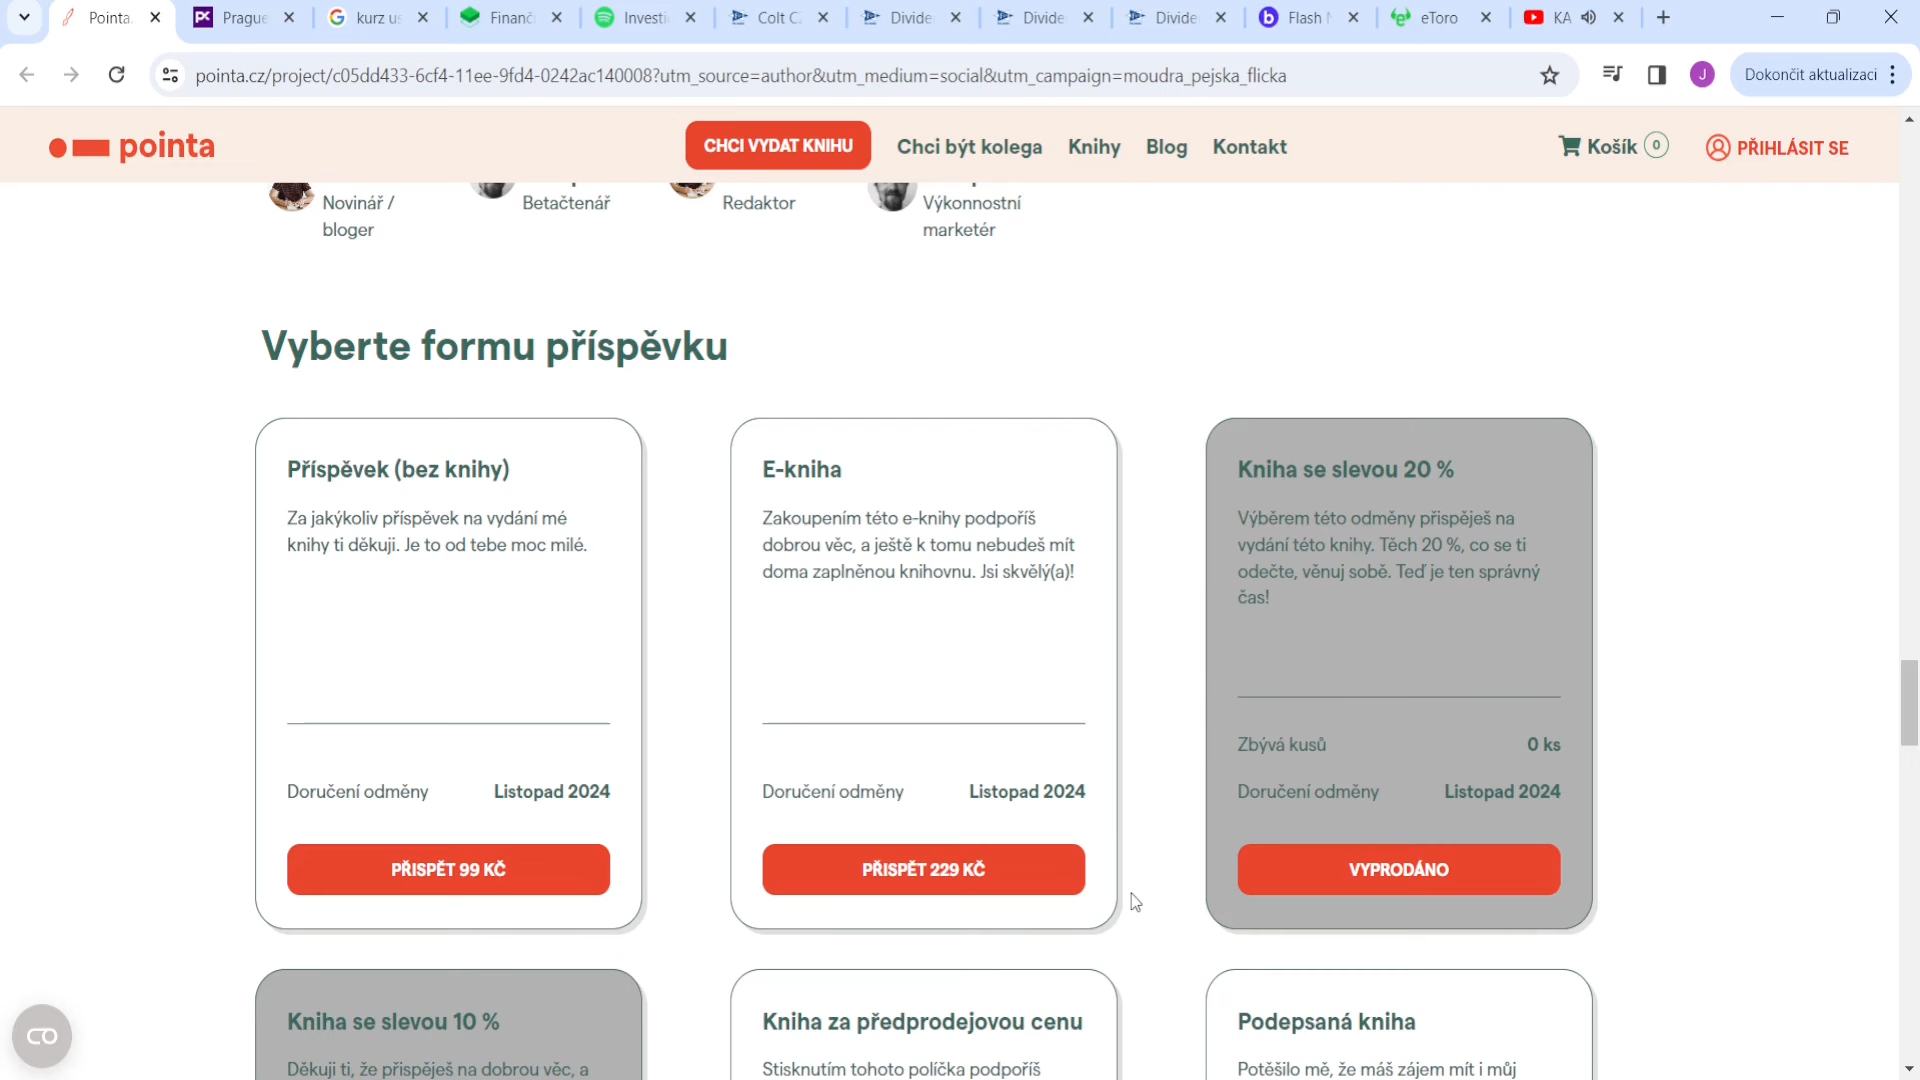 Pointa.
Prague
kurz us
Finanč
Investi
Colt C
Divide
Divide
Divide
Flash
eToro
KA
pointa.cz/project/c05dd433-6cf4-11ee-9fd4-0242ac140008?utm_source=author&utm_medium=social&utm_campaign=moudra_pejska_flicka
J
Dokončit aktualizaci
pointa
CHCI VYDAT KNIHU
Chci být kolega
Knihy
Blog
Kontakt
Košík 0
PŘIHLÁSIT SE
Novinář /
bloger
Betačtenář
Redaktor
Výkonnostní
marketér
Vyberte formu příspěvku
Příspěvek (bez knihy)
Za jakýkoliv příspěvek na vydání mé
knihy ti děkuji. Je to od tebe moc milé.
Doručení odměny Listopad 2024
PŘISPĚT 99 KČ
E-kniha
Zakoupením této e-knihy podpoříš
dobrou věc, a ještě k tomu nebudeš mít
doma zaplněnou knihovnu. Jsi skvělý(a)!
Doručení odměny Listopad 2024
PŘISPĚT 229 KČ
Kniha se slevou 20 %
Výběrem této odměny přispěješ na
vydání této knihy. Těch 20 %, co se ti
odečte, věnuj sobě. Teď je ten správný
čas!
Zbývá kusů 0 ks
Doručení odměny Listopad 2024
VYPRODÁNO
Kniha se slevou 10 %
Děkuji ti, že přispěješ na dobrou věc, a
Kniha za předprodejovou cenu
Stisknutím tohoto políčka podpoříš
Podepsaná kniha
Potěšilo mě, že máš zájem mít i můj